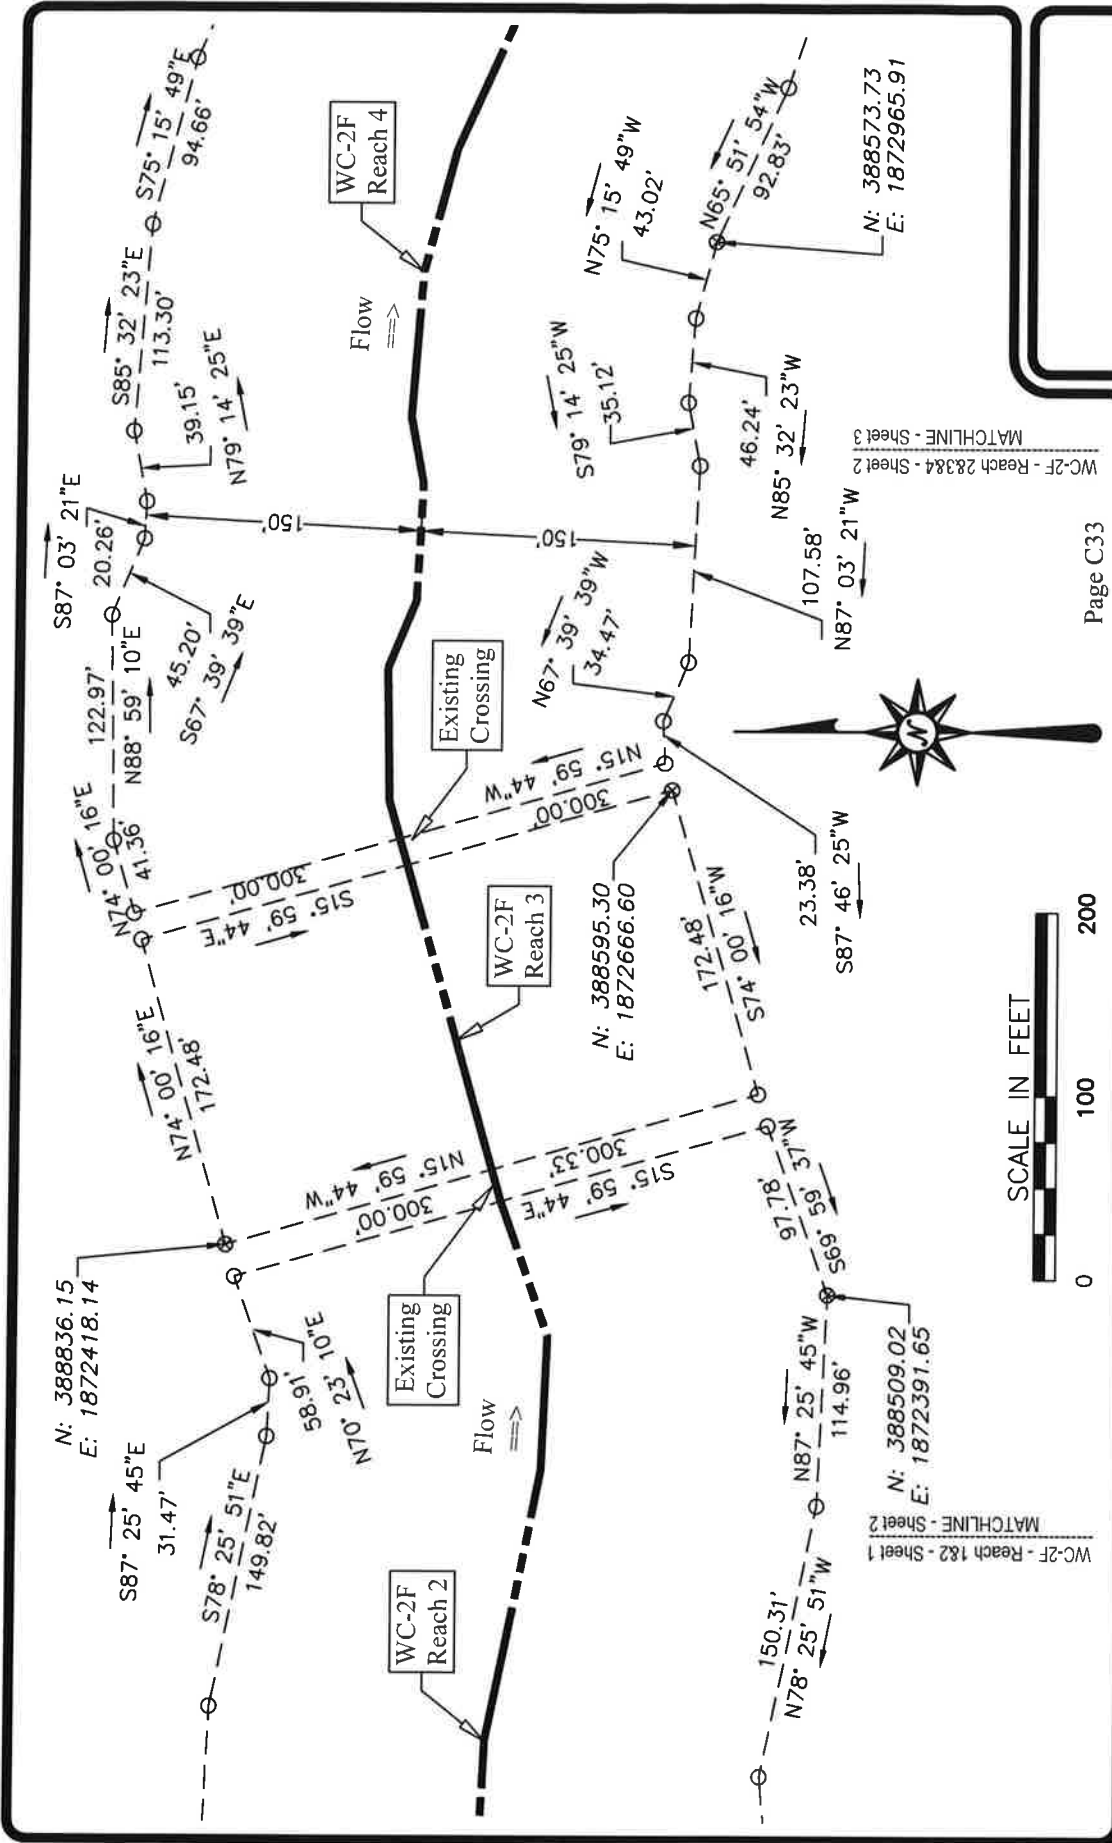 N: 388836.15
E: 1872418.14
S87° 25' 45"E
31.47'
S78° 25' 51"E
149.82'
58.91'
N70° 23' 10"E
N74° 00' 16"E
172.48'
N74° 00' 16"E
41.36'
122.97'
N88° 59' 10"E
45.20'
S67° 39' 39"E
S87° 03' 21"E
20.26'
39.15'
N79° 14' 25"E
S85° 32' 23"E
113.30'
S75° 15' 49"E
94.66'
WC-2F
Reach 2
Flow
==>
Existing
Crossing
300.00'
S15° 59' 44"E
N15° 59' 44"W
300.33'
WC-2F
Reach 3
S15° 59' 44"E
300.00'
N15° 59' 44"W
300.00'
Existing
Crossing
150'
150'
Flow
==>
WC-2F
Reach 4
150.31'
N78° 25' 51"W
N87° 25' 45"W
114.96'
N: 388509.02
E: 1872391.65
97.78'
S69° 59' 37"W
172.48'
S74° 00' 16"W
N: 388595.30
E: 1872666.60
23.38'
S87° 46' 25"W
N67° 39' 39"W
34.47'
107.58'
N87° 03' 21"W
S79° 14' 25"W
35.12'
46.24'
N85° 32' 23"W
N75° 15' 49"W
43.02'
N65° 51' 54"W
92.83'
N: 388573.73
E: 1872965.91
WC-2F - Reach 1&2 - Sheet 1
MATCHLINE - Sheet 2
WC-2F - Reach 2&3&4 - Sheet 2
MATCHLINE - Sheet 3
N
SCALE IN FEET
0 100 200
Page C33